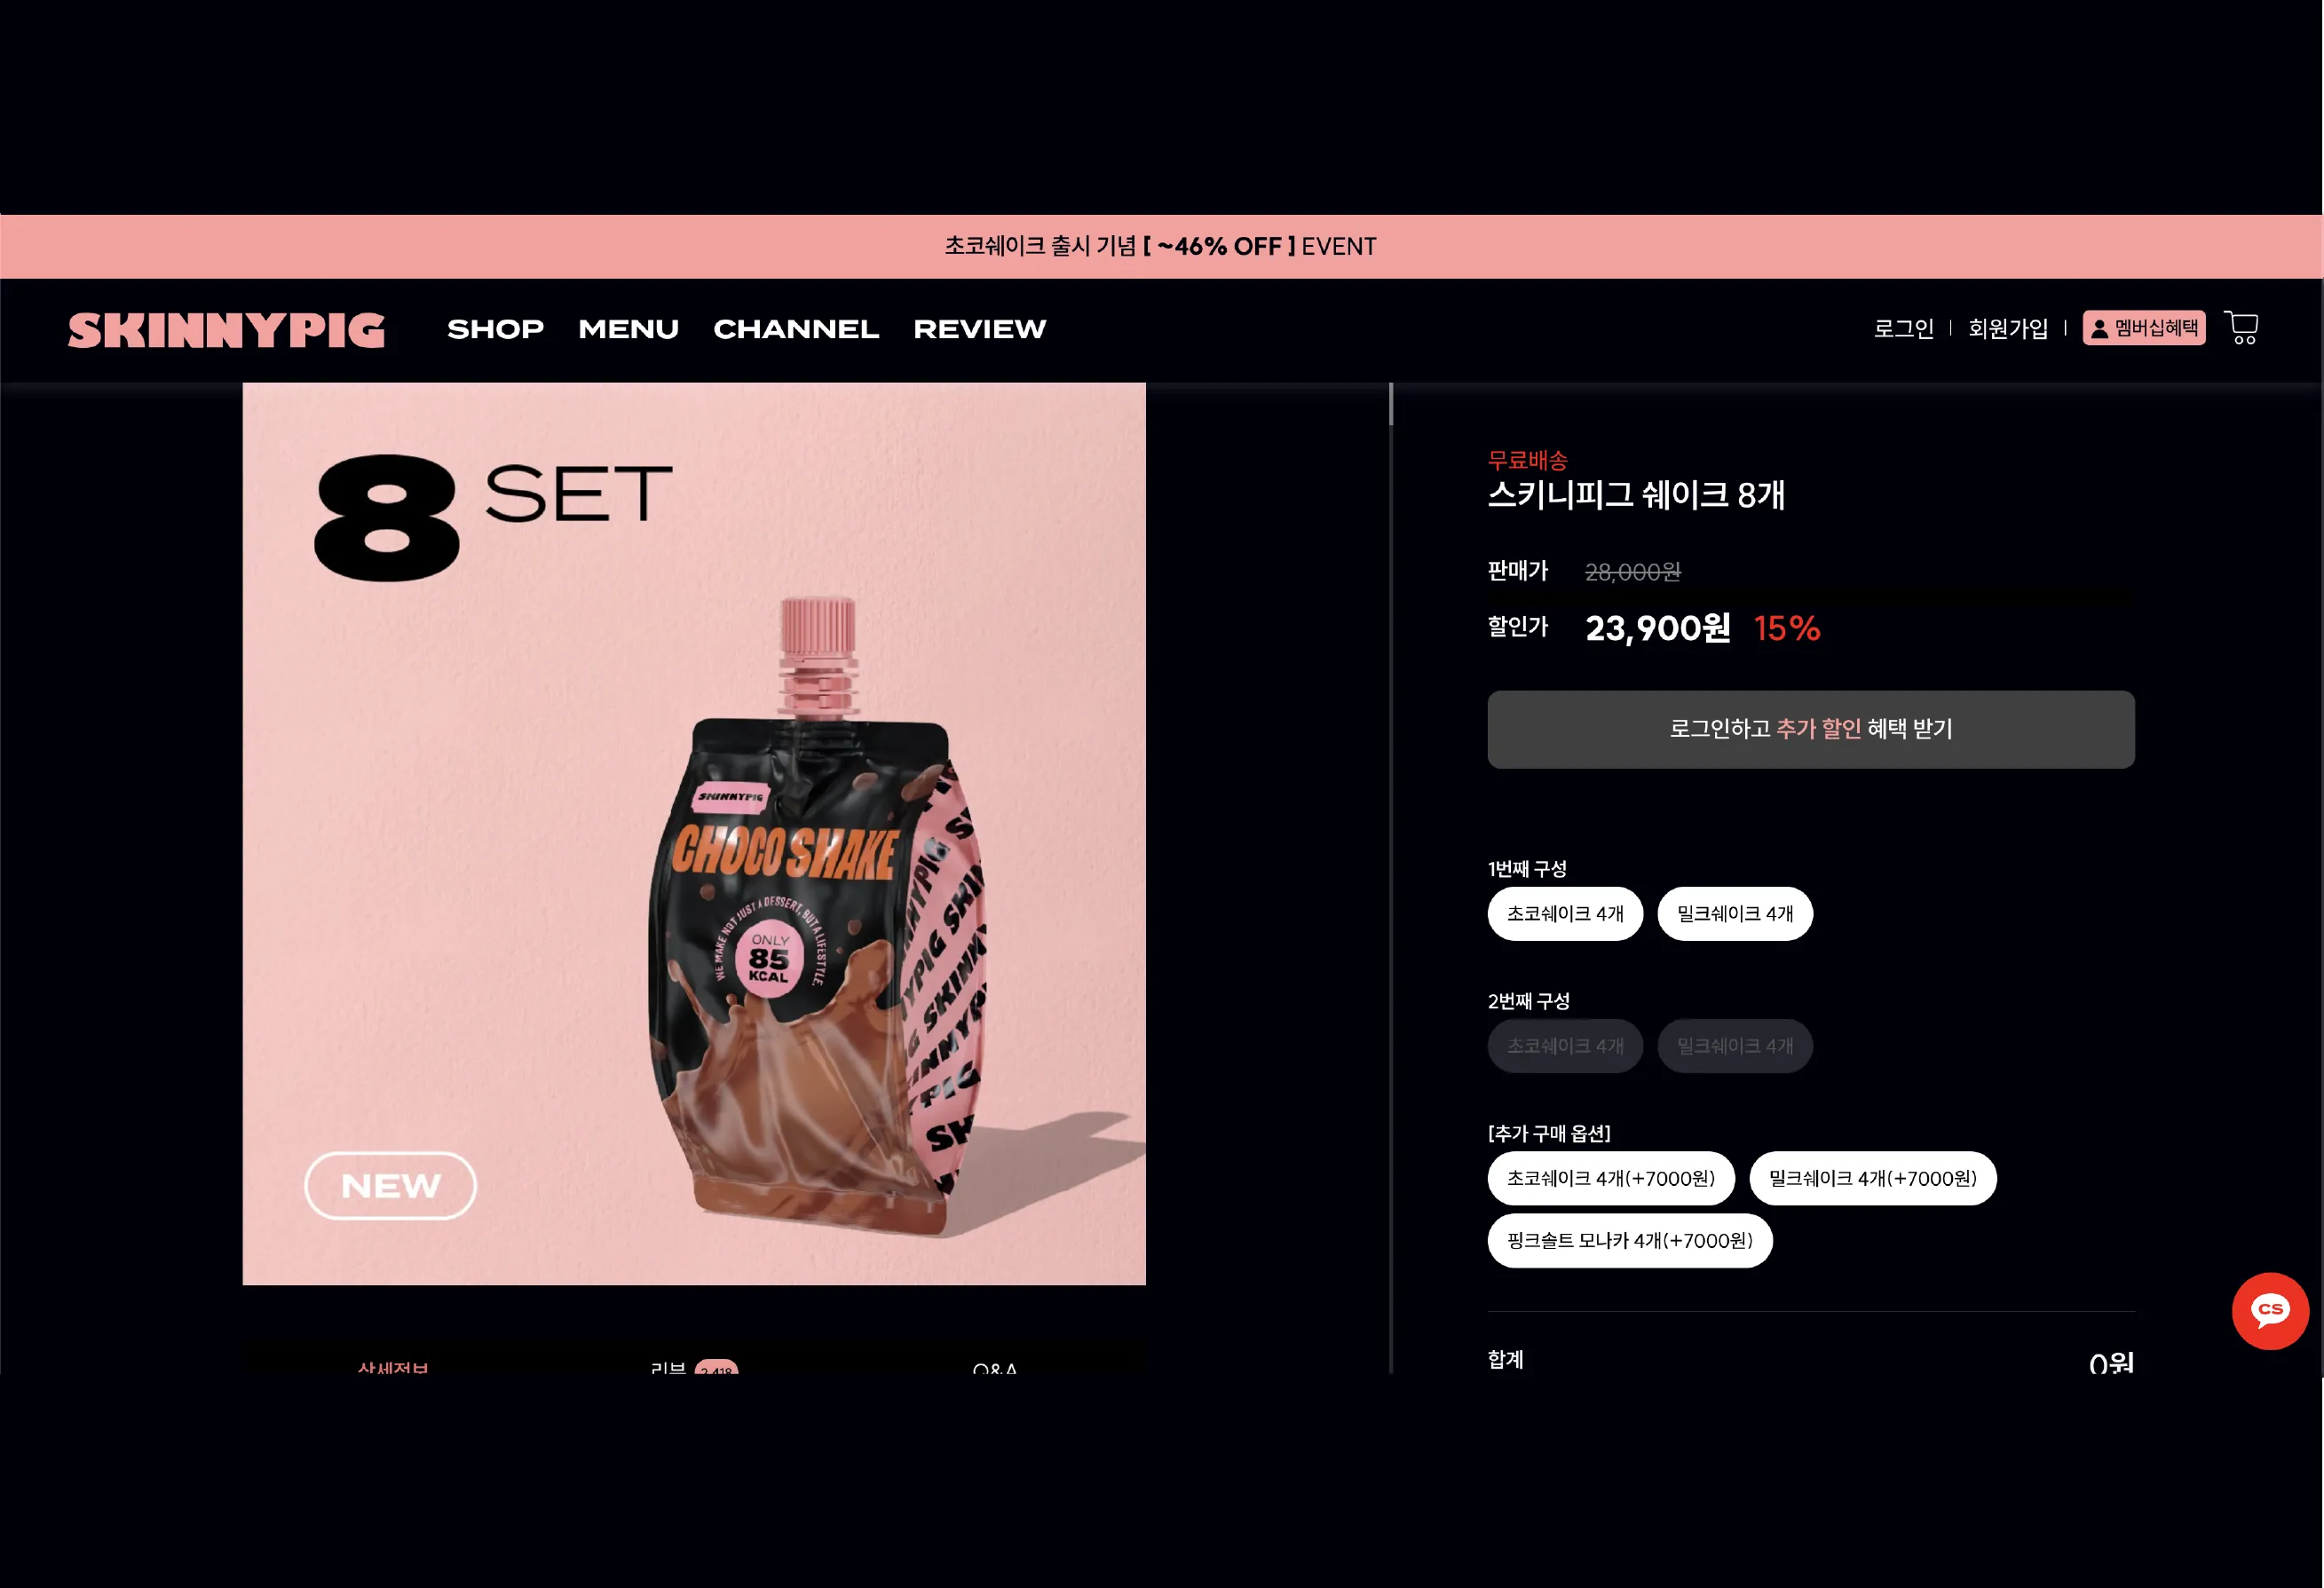 초코쉐이크 출시 기념 [ ~46% OFF ] EVENT
SKINNYPIG
SHOP MENU CHANNEL REVIEW
로그인 | 회원가입 | 멤버십혜택
8 SET
SKINNYPIG
CHOCO SHAKE
WE MAKE NOT JUST A DESSERT, BUT A LIFESTYLE.
ONLY
85
KCAL
NEW
무료배송
스키니피그 쉐이크 8개
판매가 28,000원
할인가 23,900원 15%
로그인하고 추가 할인 혜택 받기
1번째 구성
초코쉐이크 4개 밀크쉐이크 4개
2번째 구성
초코쉐이크 4개 밀크쉐이크 4개
[추가 구매 옵션]
초코쉐이크 4개(+7000원) 밀크쉐이크 4개(+7000원)
핑크솔트 모나카 4개(+7000원)
CS
합계 0원
상세정보 리뷰 2,418 Q&A